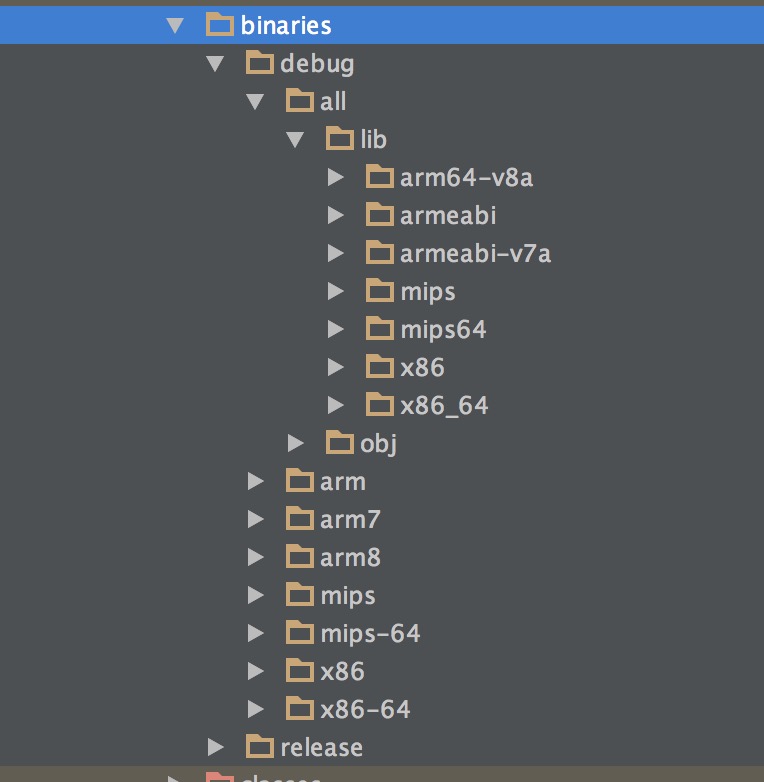 binaries
debug
all
lib
arm64-v8a
armeabi
armeabi-v7a
mips
mips64
x86
x86_64
obj
arm
arm7
arm8
mips
mips-64
x86
x86-64
release
classes